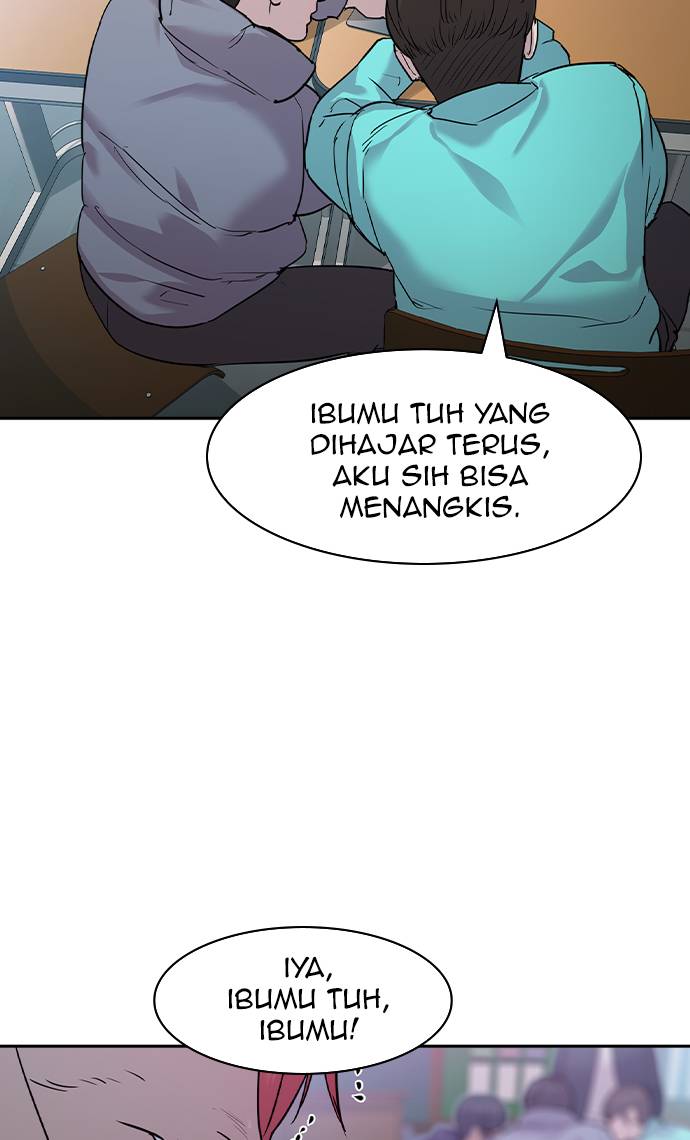 IBUMU TUH YANG
DIHAJAR TERUS,
AKU SIH BISA
MENANGKIS.
IYA,
IBUMU TUH,
IBUMU!